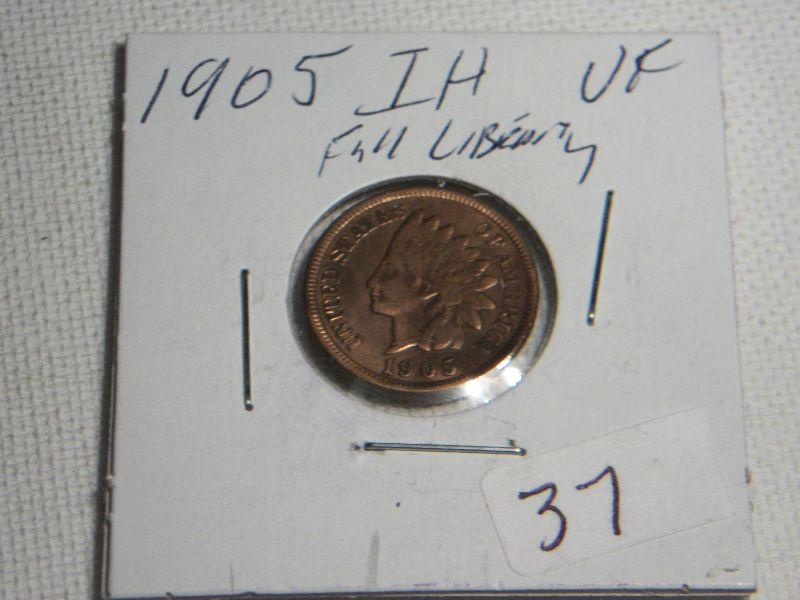 1905 IH VF
Full LIBERTY
UNITED STATES OF AMERICA
1905
37